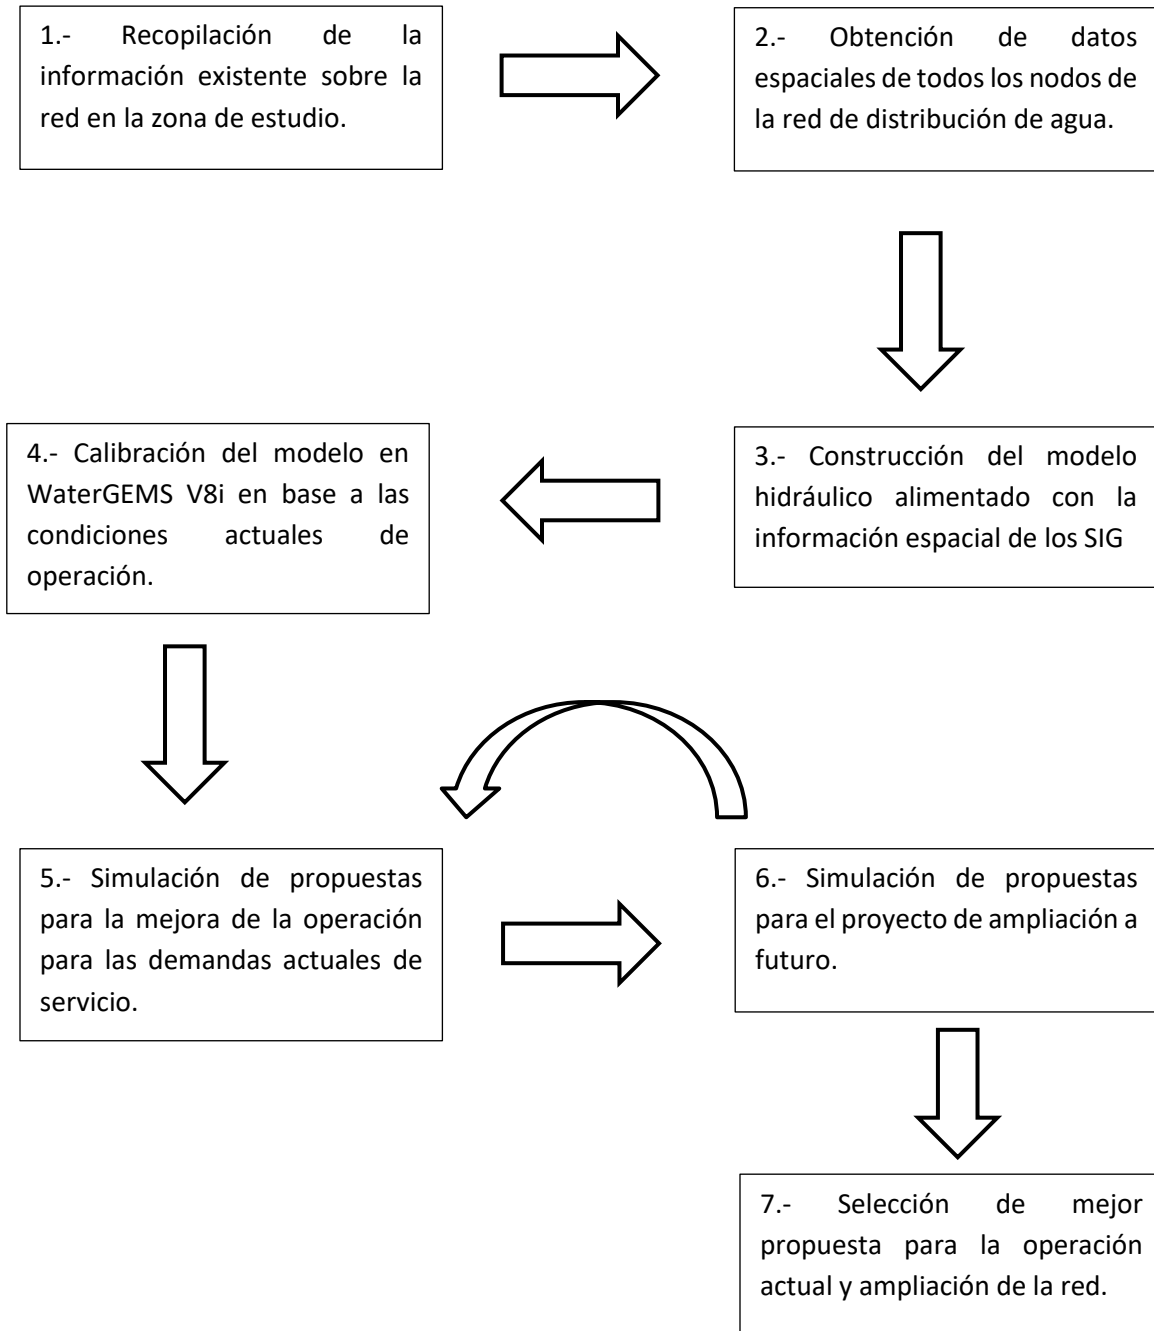 1.- Recopilación de la
información existente sobre la
red en la zona de estudio.
2.- Obtención de datos
espaciales de todos los nodos de
la red de distribución de agua.
3.- Construcción del modelo
hidráulico alimentado con la
información espacial de los SIG
4.- Calibración del modelo en
WaterGEMS V8i en base a las
condiciones actuales de
operación.
5.- Simulación de propuestas
para la mejora de la operación
para las demandas actuales de
servicio.
6.- Simulación de propuestas
para el proyecto de ampliación a
futuro.
7.- Selección de mejor
propuesta para la operación
actual y ampliación de la red.